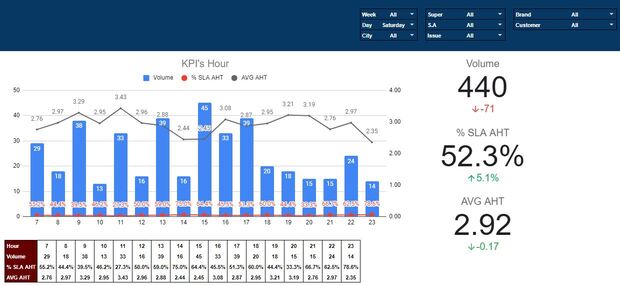 Week All Super All Brand All
Day Saturday S.A All Customer All
City All Issue All
KPI's Hour
Volume % SLA AHT AVG AHT
50 40 30 20 10 0
4.00 3.00 2.00 1.00 0.00
2.76 2.97 3.29 2.95 3.43 2.96 2.88 2.44 2.45 3.08 2.87 2.95 3.21 3.19 2.76 2.97 2.35
29 18 38 13 33 16 39 16 45 33 39 20 18 15 15 24 14
55.2% 44.4% 39.5% 46.2% 27.3% 50.0% 59.0% 75.0% 64.4% 45.5% 51.3% 60.0% 44.4% 33.3% 66.7% 62.5% 78.6%
7 8 9 10 11 12 13 14 15 16 17 18 19 20 21 22 23
Volume
440
↓-71
% SLA AHT
52.3%
↑5.1%
AVG AHT
2.92
↓-0.17
Hour 7 8 9 10 11 12 13 14 15 16 17 18 19 20 21 22 23
Volume 29 18 38 13 33 16 39 16 45 33 39 20 18 15 15 24 14
% SLA AHT 55.2% 44.4% 39.5% 46.2% 27.3% 50.0% 59.0% 75.0% 64.4% 45.5% 51.3% 60.0% 44.4% 33.3% 66.7% 62.5% 78.6%
AVG AHT 2.76 2.97 3.29 2.95 3.43 2.96 2.88 2.44 2.45 3.08 2.87 2.95 3.21 3.19 2.76 2.97 2.35